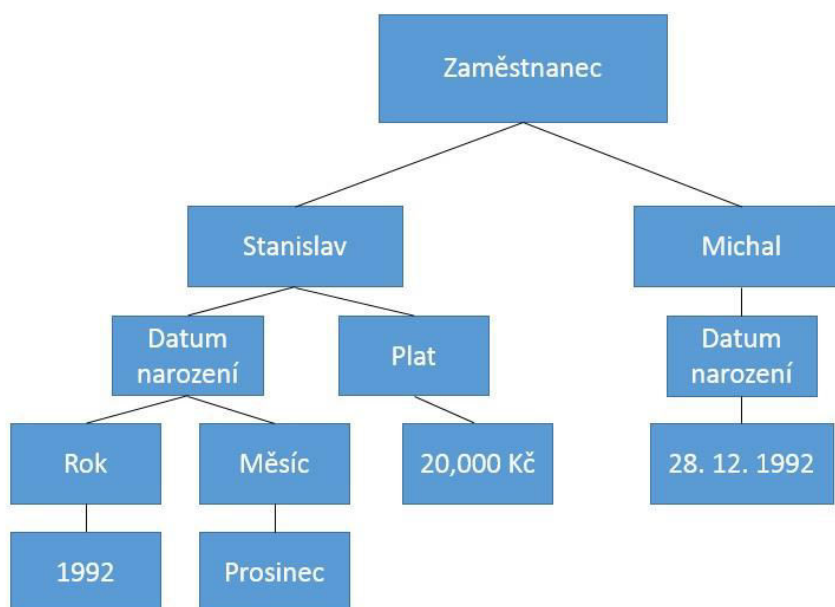 Zaměstnanec
Stanislav
Michal
Datum
narození
Plat
Datum
narození
Rok
Měsíc
20,000 Kč
28. 12. 1992
1992
Prosinec